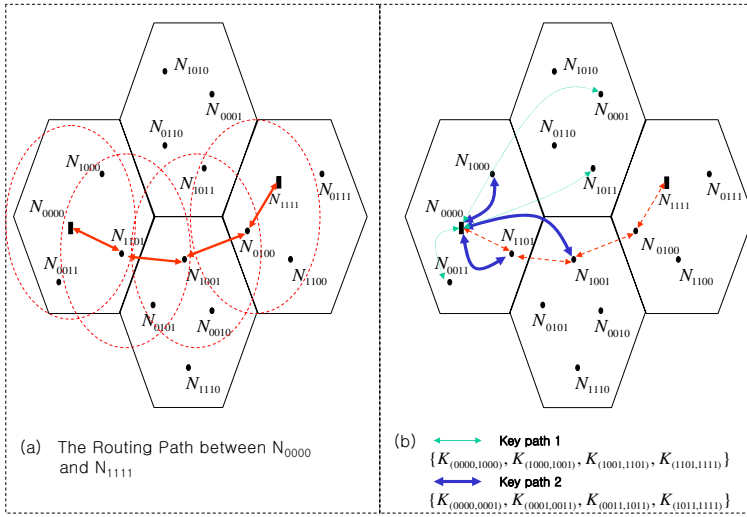 N1010
N0001
N0110
N1000
N1011
N0111
N1111
N0000
N1101
N0100
N0011
N1001
N1100
N0101
N0010
N1110
(a) The Routing Path between N0000
and N1111
N1010
N0001
N0110
N1000
N1011
N0111
N1111
N0000
N1101
N0100
N0011
N1001
N1100
N0101
N0010
N1110
(b) Key path 1
{K(0000,1000), K(1000,1001), K(1001,1101), K(1101,1111)}
Key path 2
{K(0000,0001), K(0001,0011), K(0011,1011), K(1011,1111)}